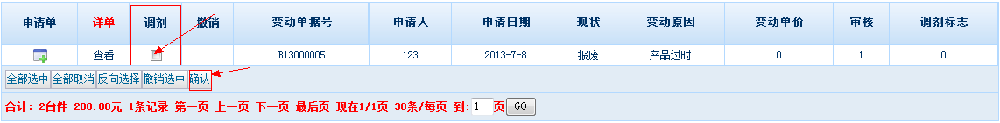 申请单 详单 调剂 撤销 变动单据号 申请人 申请日期 现状 变动原因 变动单价 审核 调剂标志
查看 B13000005 123 2013-7-8 报废 产品过时 0 1 0
全部选中 全部取消 反向选择 撤销选中 确认
合计：2台件 200.00元 1条记录 第一页 上一页 下一页 最后页 现在1/1页 30条/每页 到: 1 页 GO